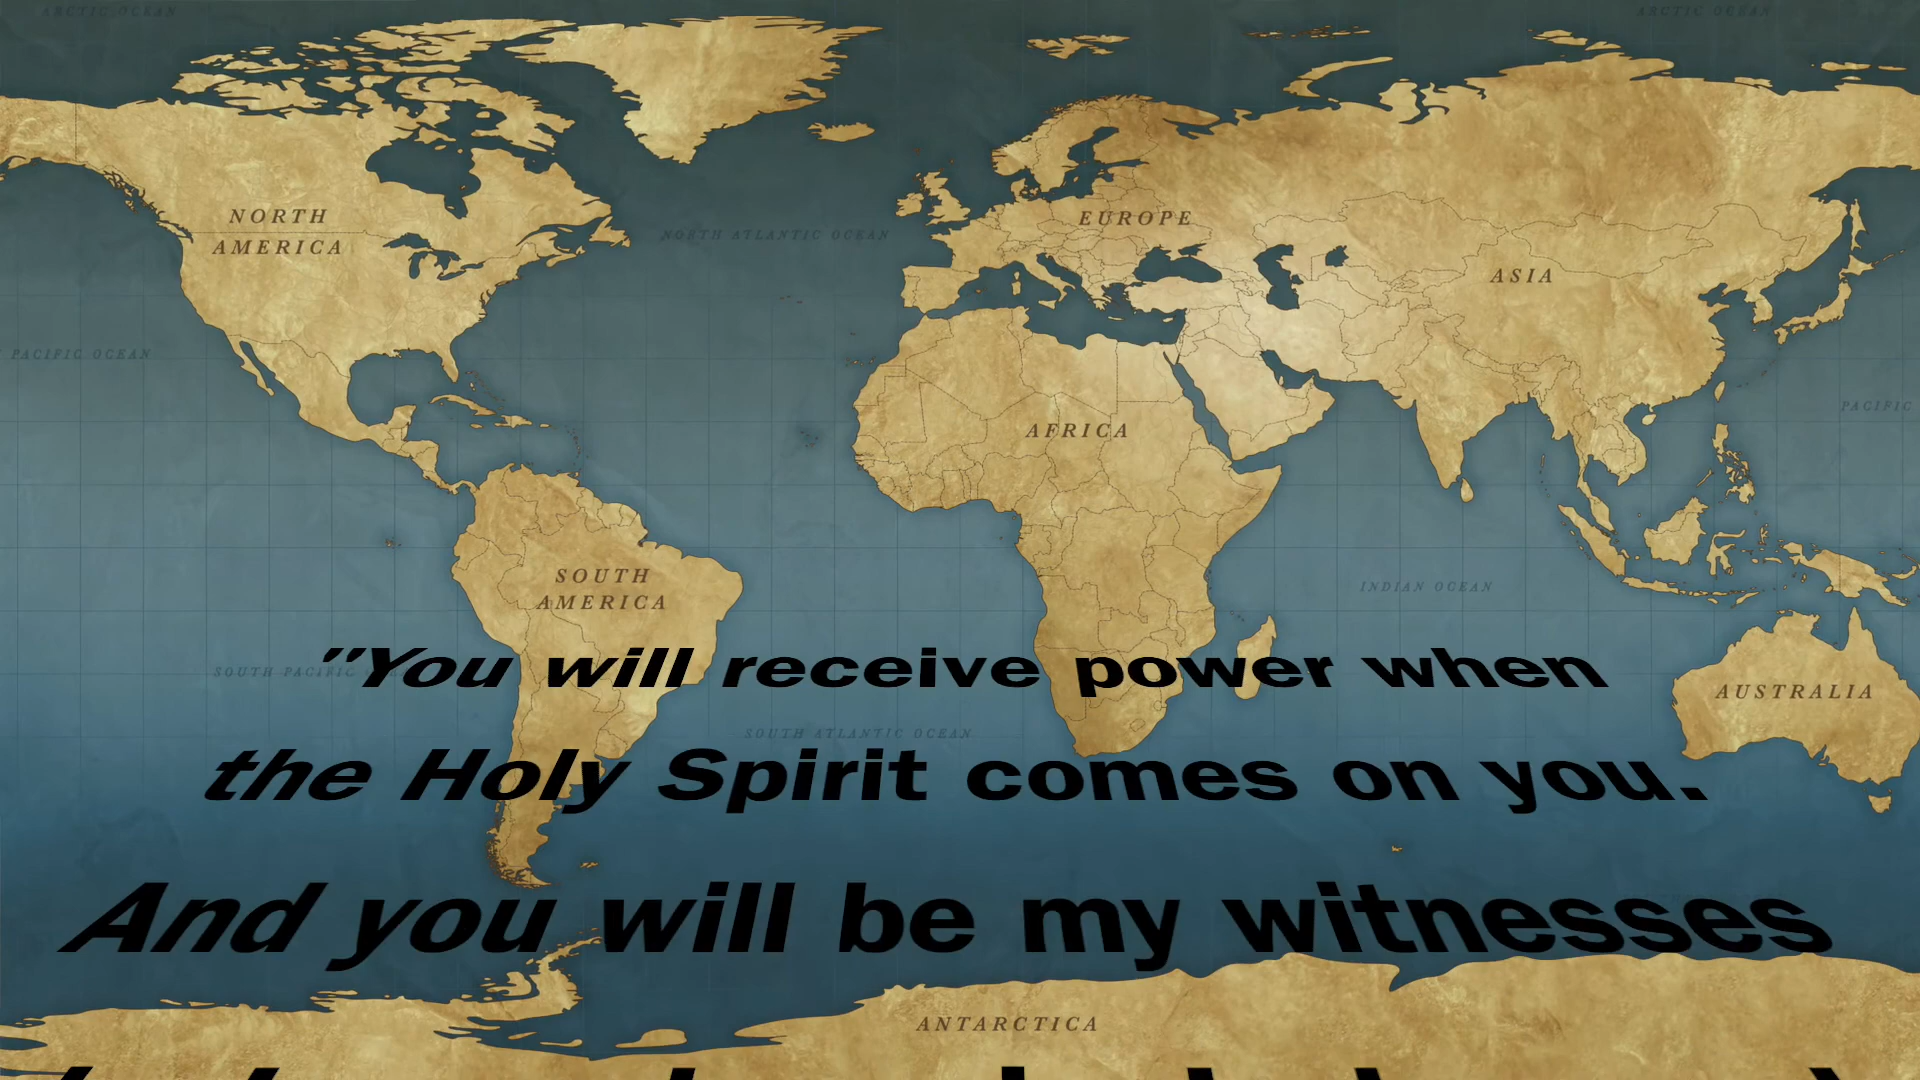 ARCTIC OCEAN
ARCTIC OCEAN
NORTH
AMERICA
EUROPE
NORTH ATLANTIC OCEAN
ASIA
PACIFIC OCEAN
PACIFIC
AFRICA
SOUTH
AMERICA
INDIAN OCEAN
"You will receive power when
SOUTH PACIFIC
AUSTRALIA
SOUTH ATLANTIC OCEAN
the Holy Spirit comes on you.
And you will be my witnesses
ANTARCTICA